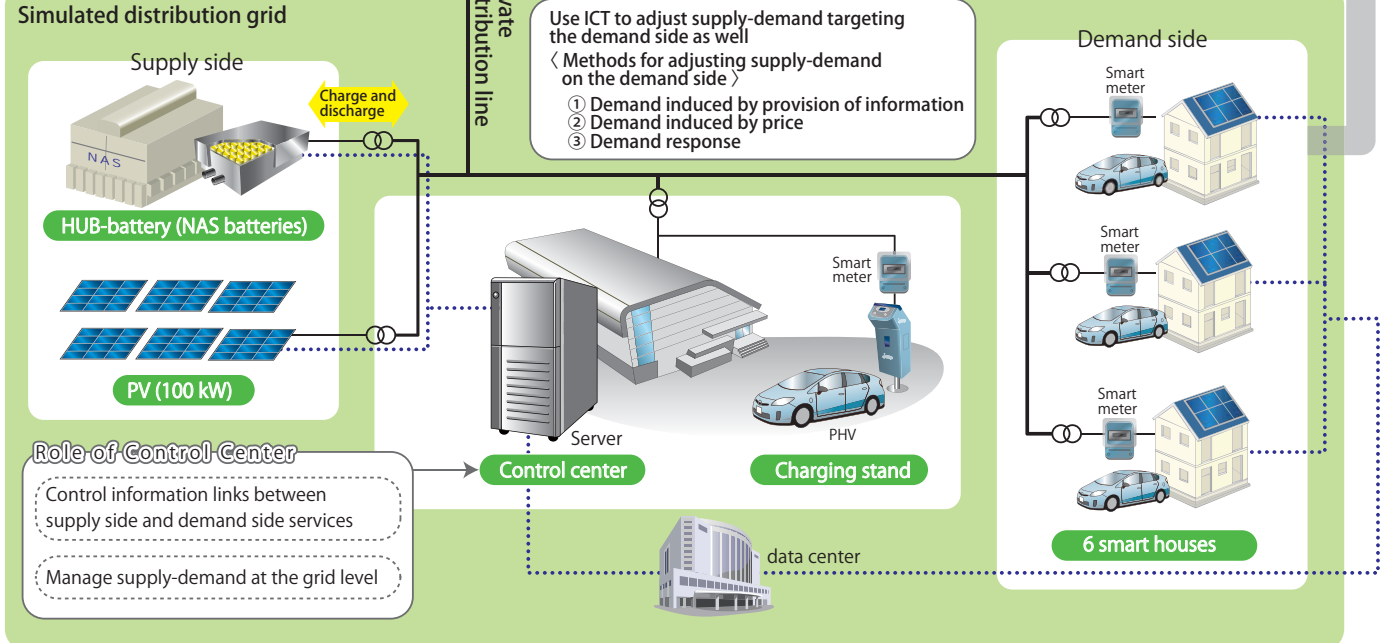 Simulated distribution grid
Supply side
Charge and
discharge
NAS
HUB-battery (NAS batteries)
PV (100 kW)
Use ICT to adjust supply-demand targeting
the demand side as well
〈 Methods for adjusting supply-demand
on the demand side 〉
① Demand induced by provision of information
② Demand induced by price
③ Demand response
Demand side
Smart
meter
Smart
meter
Smart
meter
6 smart houses
Smart
meter
PHV
Charging stand
Server
Control center
Role of Control Center
Control information links between
supply side and demand side services
Manage supply-demand at the grid level
data center
line